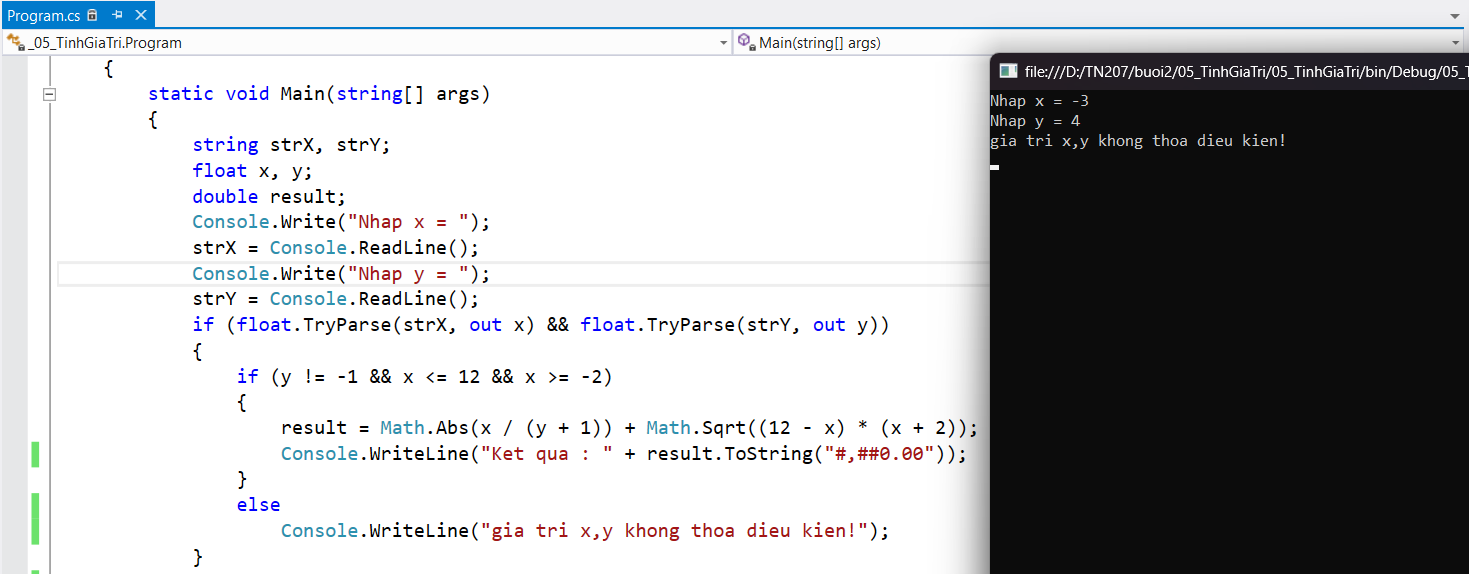 Program.cs
_05_TinhGiaTri.Program
Main(string[] args)
{
static void Main(string[] args)
{
string strX, strY;
float x, y;
double result;
Console.Write("Nhap x = ");
strX = Console.ReadLine();
Console.Write("Nhap y = ");
strY = Console.ReadLine();
if (float.TryParse(strX, out x) && float.TryParse(strY, out y))
{
if (y != -1 && x <= 12 && x >= -2)
{
result = Math.Abs(x / (y + 1)) + Math.Sqrt((12 - x) * (x + 2));
Console.WriteLine("Ket qua : " + result.ToString("#,##0.00"));
}
else
Console.WriteLine("gia tri x,y khong thoa dieu kien!");
}
file:///D:/TN207/buoi2/05_TinhGiaTri/05_TinhGiaTri/bin/Debug/05_T
Nhap x = -3
Nhap y = 4
gia tri x,y khong thoa dieu kien!